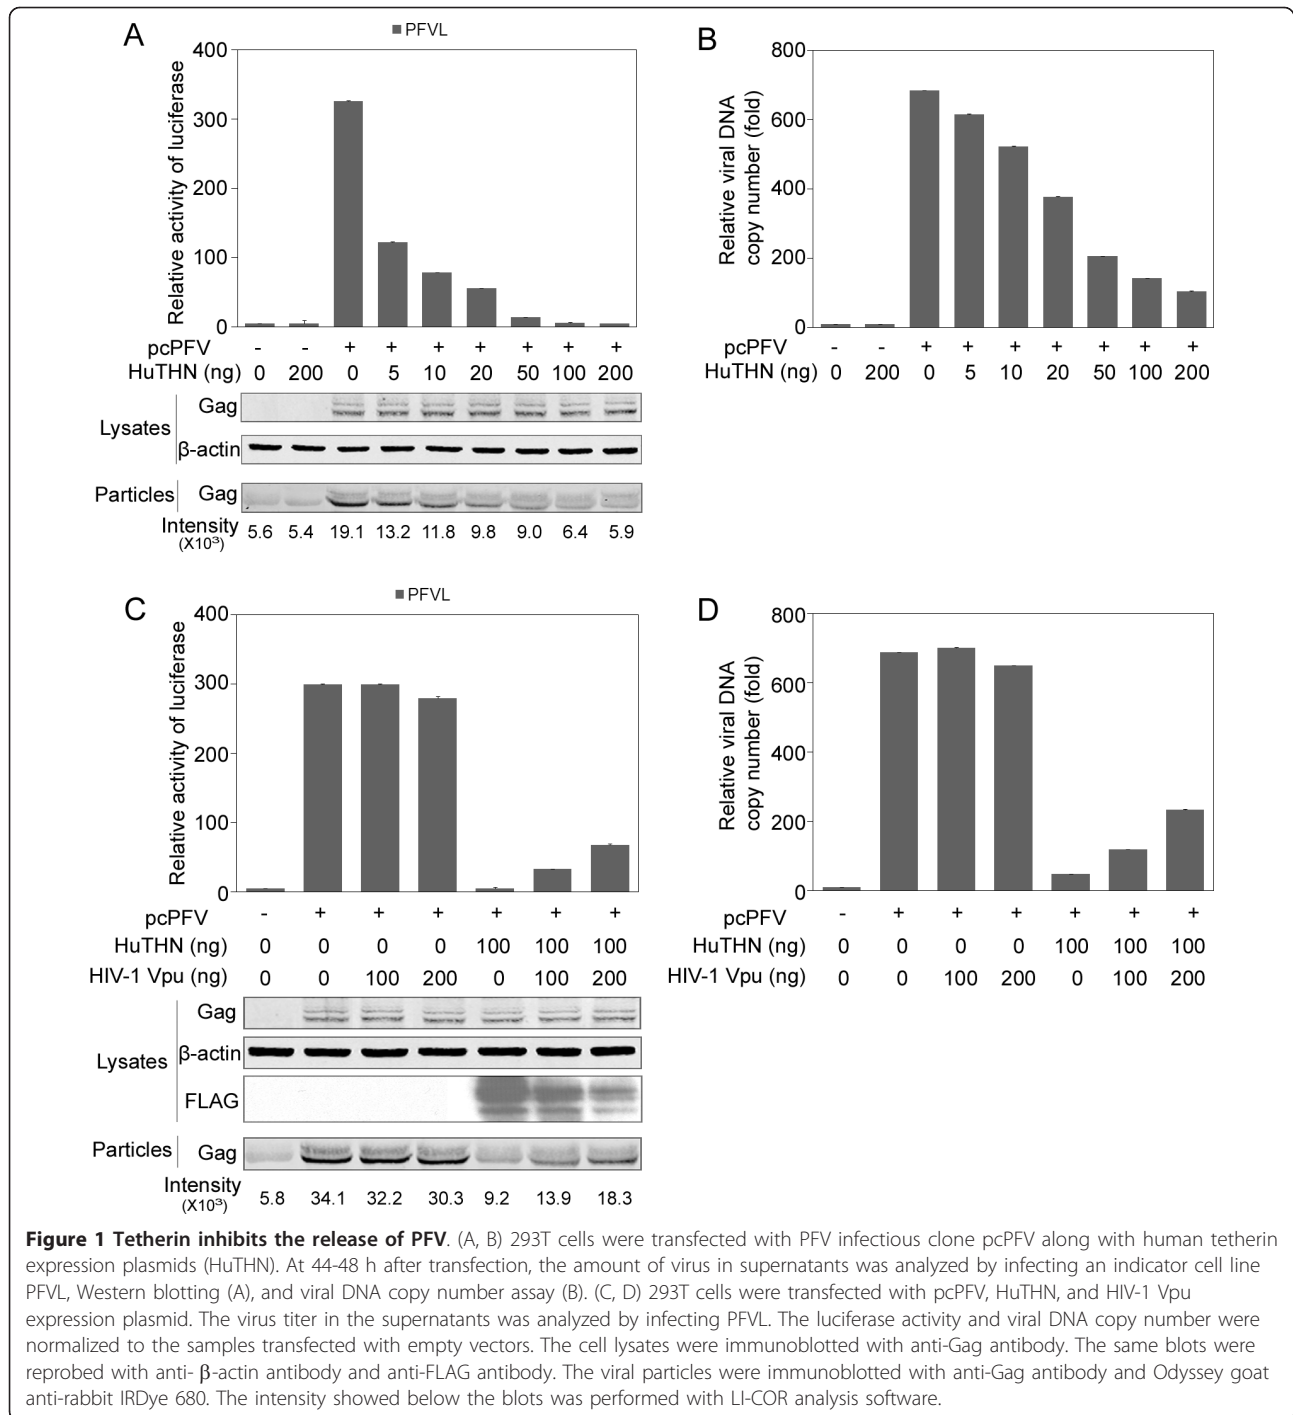 A
PFVL
400
300
200
100
0
Relative activity of luciferase
pcPFV - - + + + + + + +
HuTHN (ng) 0 200 0 5 10 20 50 100 200
Lysates
Gag
β-actin
Particles Gag
Intensity (X10³) 5.6 5.4 19.1 13.2 11.8 9.8 9.0 6.4 5.9
B
800
600
400
200
0
Relative viral DNA
copy number (fold)
pcPFV - - + + + + + + +
HuTHN (ng) 0 200 0 5 10 20 50 100 200
C
PFVL
400
300
200
100
0
Relative activity of luciferase
pcPFV - + + + + + +
HuTHN (ng) 0 0 0 0 100 100 100
HIV-1 Vpu (ng) 0 0 100 200 0 100 200
Lysates
Gag
β-actin
FLAG
Particles Gag
Intensity (X10³) 5.8 34.1 32.2 30.3 9.2 13.9 18.3
D
800
600
400
200
0
Relative viral DNA
copy number (fold)
pcPFV - + + + + + +
HuTHN (ng) 0 0 0 0 100 100 100
HIV-1 Vpu (ng) 0 0 100 200 0 100 200
Figure 1 Tetherin inhibits the release of PFV. (A, B) 293T cells were transfected with PFV infectious clone pcPFV along with human tetherin
expression plasmids (HuTHN). At 44-48 h after transfection, the amount of virus in supernatants was analyzed by infecting an indicator cell line
PFVL, Western blotting (A), and viral DNA copy number assay (B). (C, D) 293T cells were transfected with pcPFV, HuTHN, and HIV-1 Vpu
expression plasmid. The virus titer in the supernatants was analyzed by infecting PFVL. The luciferase activity and viral DNA copy number were
normalized to the samples transfected with empty vectors. The cell lysates were immunoblotted with anti-Gag antibody. The same blots were
reprobed with anti- β-actin antibody and anti-FLAG antibody. The viral particles were immunoblotted with anti-Gag antibody and Odyssey goat
anti-rabbit IRDye 680. The intensity showed below the blots was performed with LI-COR analysis software.